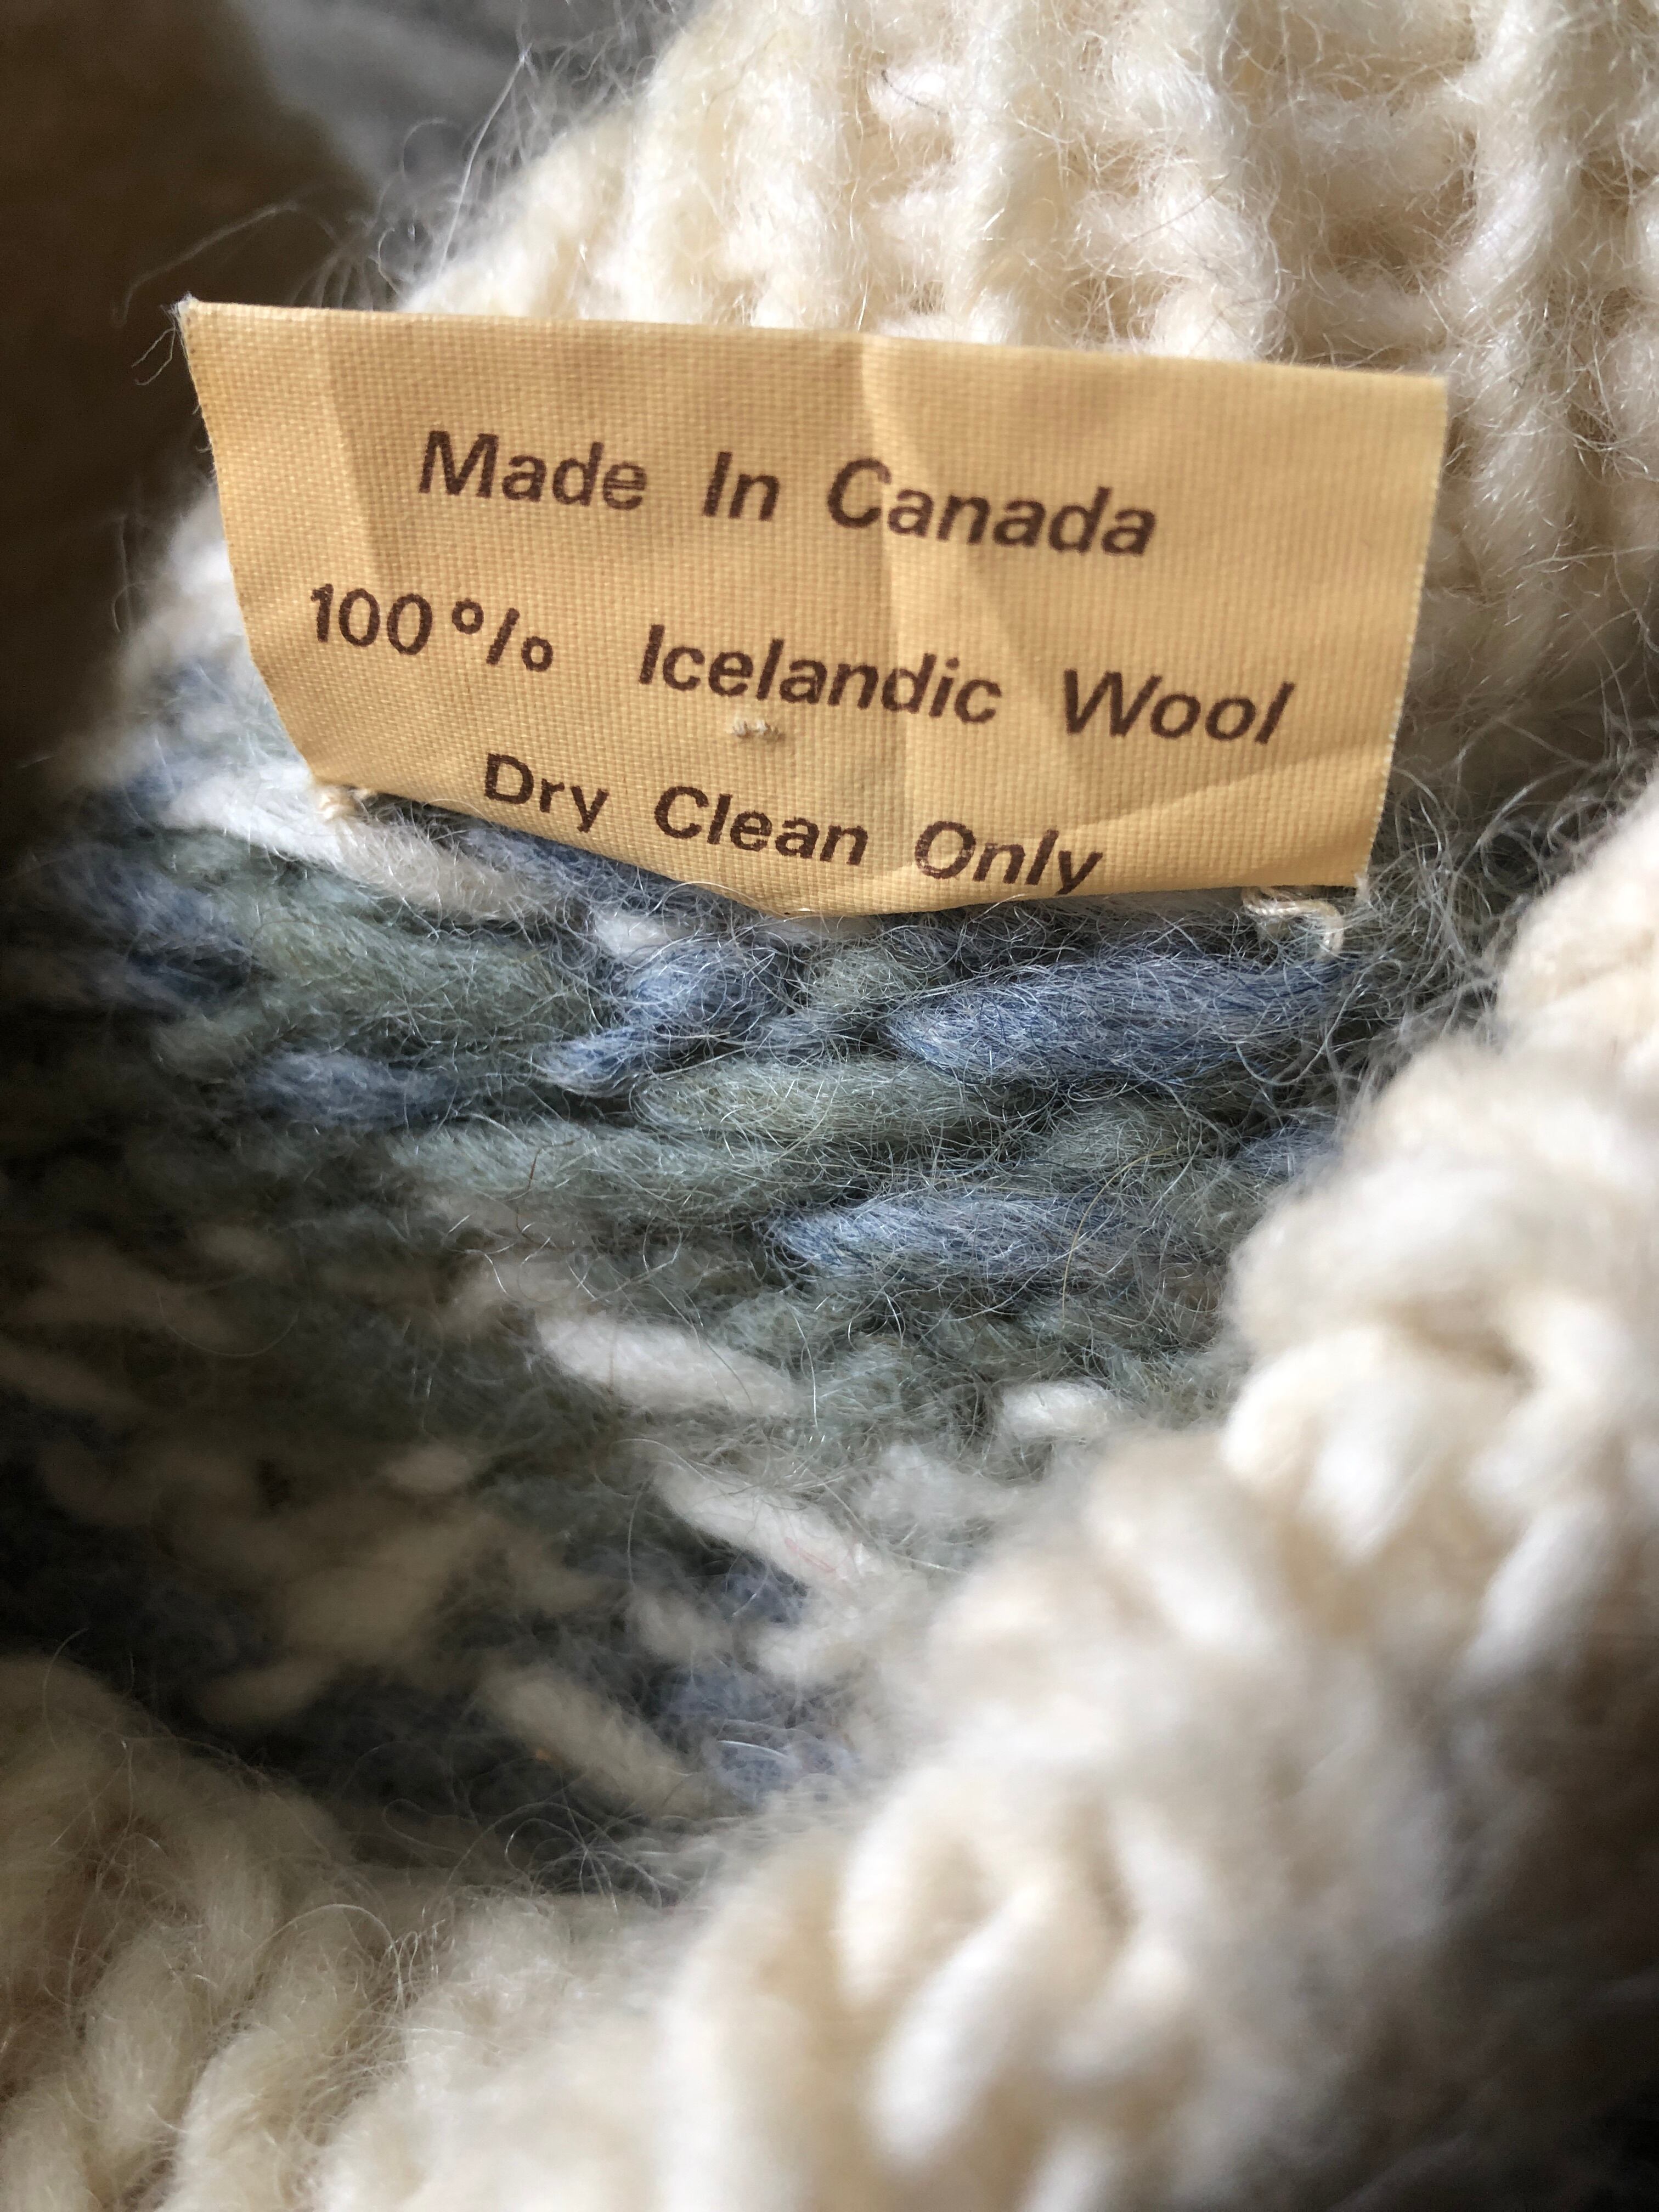 Made In Canada
100% Icelandic Wool
Dry Clean Only